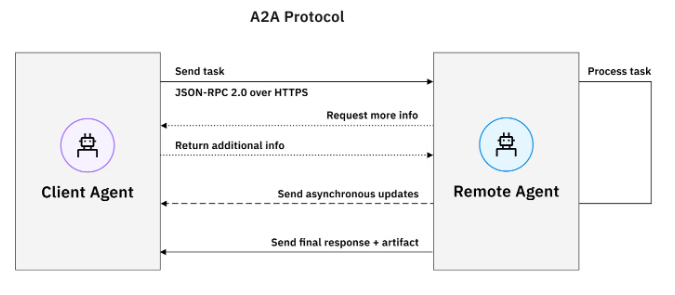 A2A Protocol
Send task
Process task
JSON-RPC 2.0 over HTTPS
Request more info
Return additional info
Client Agent
Remote Agent
Send asynchronous updates
Send final response + artifact